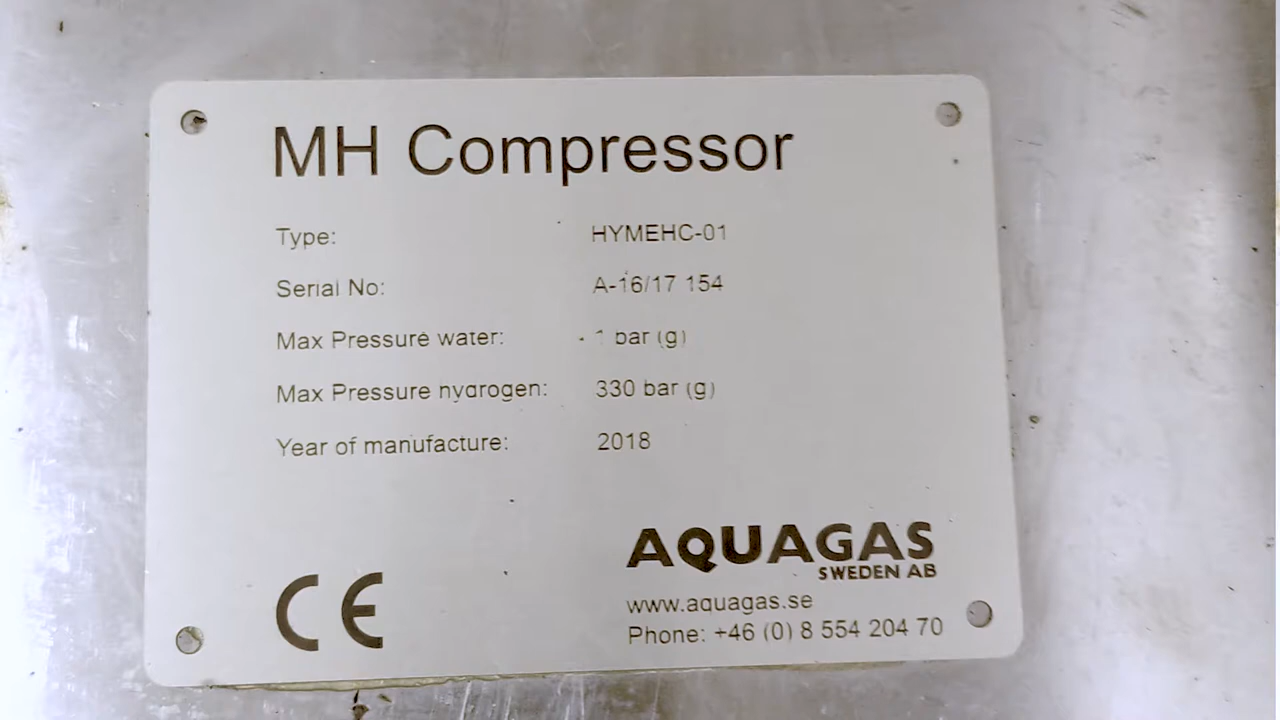 MH Compressor
Type: HYMEHC-01
Serial No: A-16/17 154
Max Pressure water: 1 bar (g)
Max Pressure hydrogen: 330 bar (g)
Year of manufacture: 2018
CE
AQUAGAS
SWEDEN AB
www.aquagas.se
Phone: +46 (0) 8 554 204 70